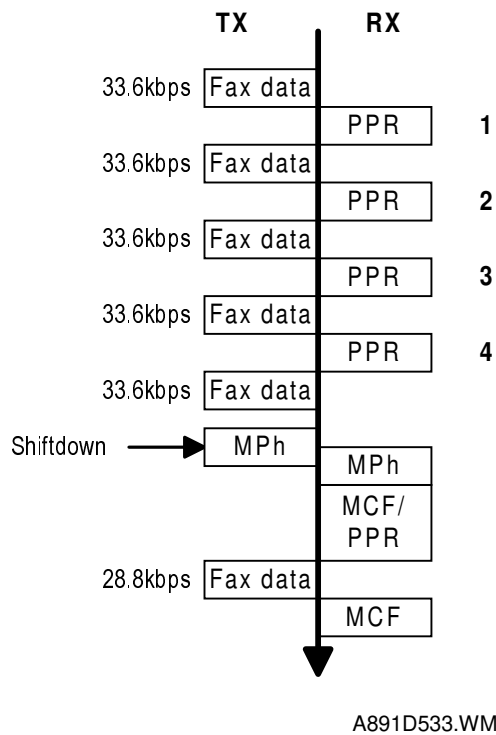 TX RX
33.6kbps Fax data
PPR 1
33.6kbps Fax data
PPR 2
33.6kbps Fax data
PPR 3
33.6kbps Fax data
PPR 4
33.6kbps Fax data
Shiftdown MPh
MPh
MCF/
PPR
28.8kbps Fax data
MCF
A891D533.WM